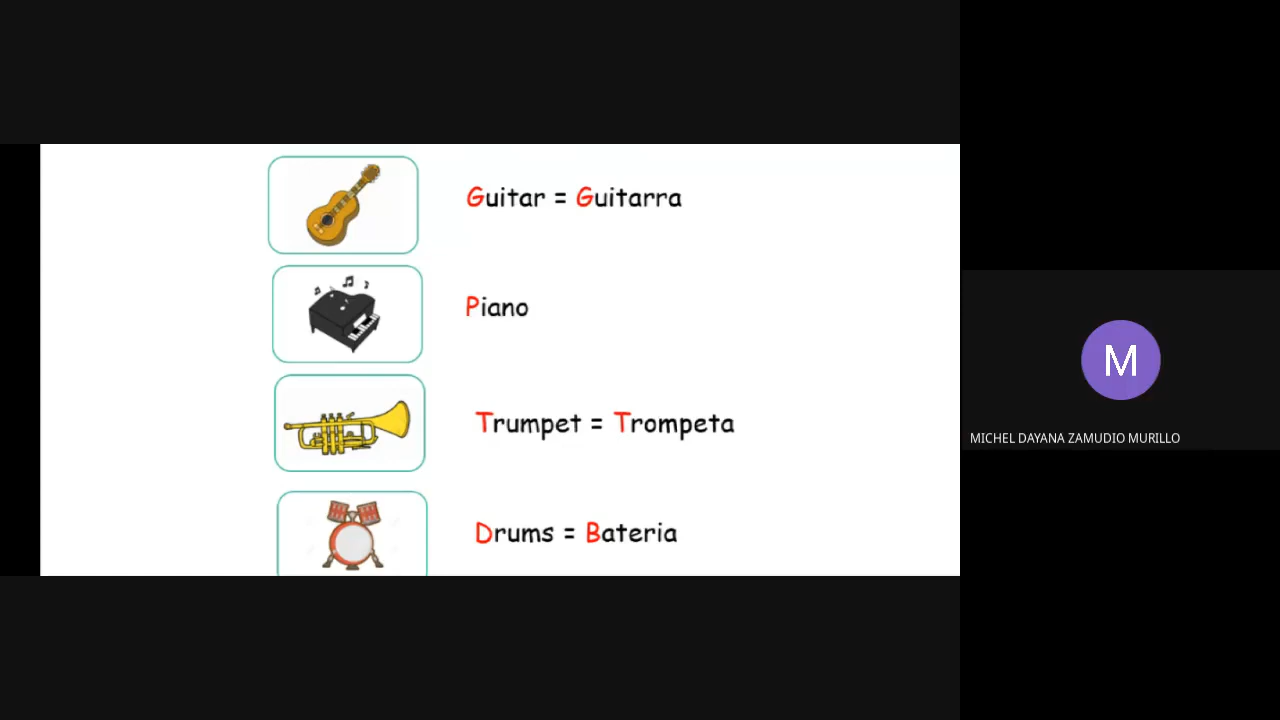 Guitar = Guitarra
Piano
Trumpet = Trompeta
Drums = Bateria
M
MICHEL DAYANA ZAMUDIO MURILLO